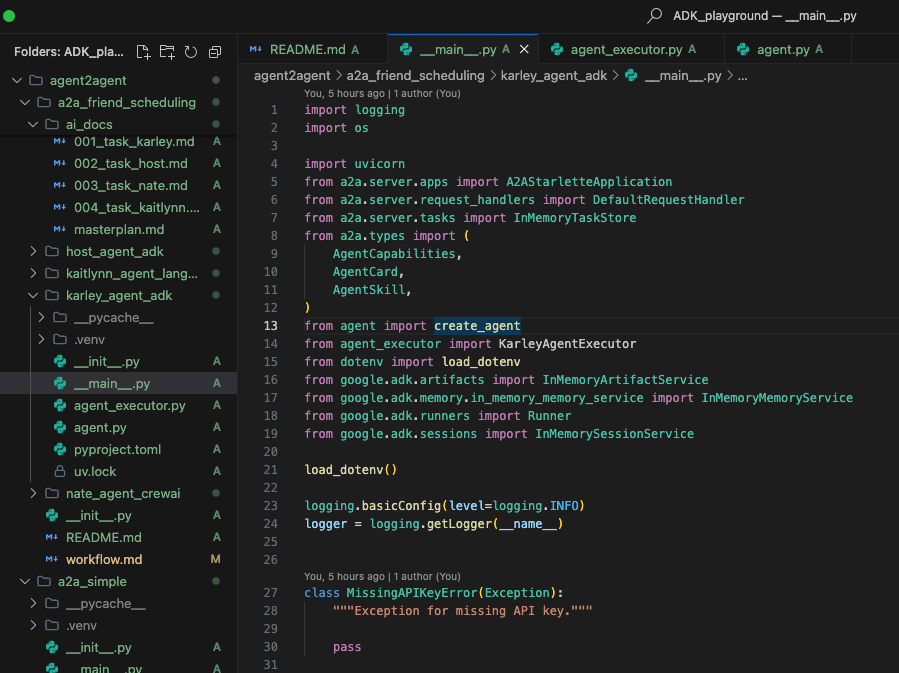 ADK_playground — __main__.py
Folders: ADK_pla...
agent2agent
a2a_friend_scheduling
ai_docs
001_task_karley.md A
002_task_host.md A
003_task_nate.md A
004_task_kaitlynn.... A
masterplan.md A
host_agent_adk
kaitlynn_agent_lang...
karley_agent_adk
__pycache__
.venv
__init__.py A
__main__.py A
agent_executor.py A
agent.py A
pyproject.toml A
uv.lock A
nate_agent_crewai
__init__.py A
README.md A
workflow.md M
a2a_simple
__pycache__
.venv
__init__.py A
__main__.py A
README.md A
__main__.py A
agent_executor.py A
agent.py A
agent2agent > a2a_friend_scheduling > karley_agent_adk > __main__.py > ...
You, 5 hours ago | 1 author (You)
1 import logging
2 import os
3
4 import uvicorn
5 from a2a.server.apps import A2AStarletteApplication
6 from a2a.server.request_handlers import DefaultRequestHandler
7 from a2a.server.tasks import InMemoryTaskStore
8 from a2a.types import (
9     AgentCapabilities,
10     AgentCard,
11     AgentSkill,
12 )
13 from agent import create_agent
14 from agent_executor import KarleyAgentExecutor
15 from dotenv import load_dotenv
16 from google.adk.artifacts import InMemoryArtifactService
17 from google.adk.memory.in_memory_memory_service import InMemoryMemoryService
18 from google.adk.runners import Runner
19 from google.adk.sessions import InMemorySessionService
20
21 load_dotenv()
22
23 logging.basicConfig(level=logging.INFO)
24 logger = logging.getLogger(__name__)
25
26
You, 5 hours ago | 1 author (You)
27 class MissingAPIKeyError(Exception):
28     """Exception for missing API key."""
29
30     pass
31